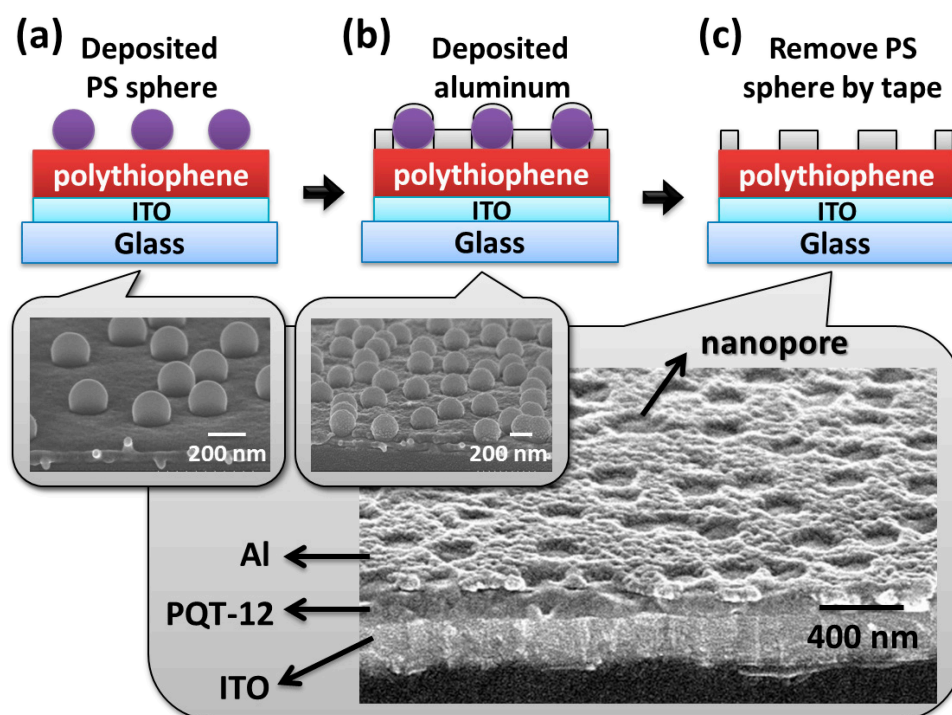 (a)
Deposited
PS sphere
polythiophene
ITO
Glass
(b)
Deposited
aluminum
polythiophene
ITO
Glass
(c)
Remove PS
sphere by tape
polythiophene
ITO
Glass
200 nm
200 nm
nanopore
Al
PQT-12
ITO
400 nm